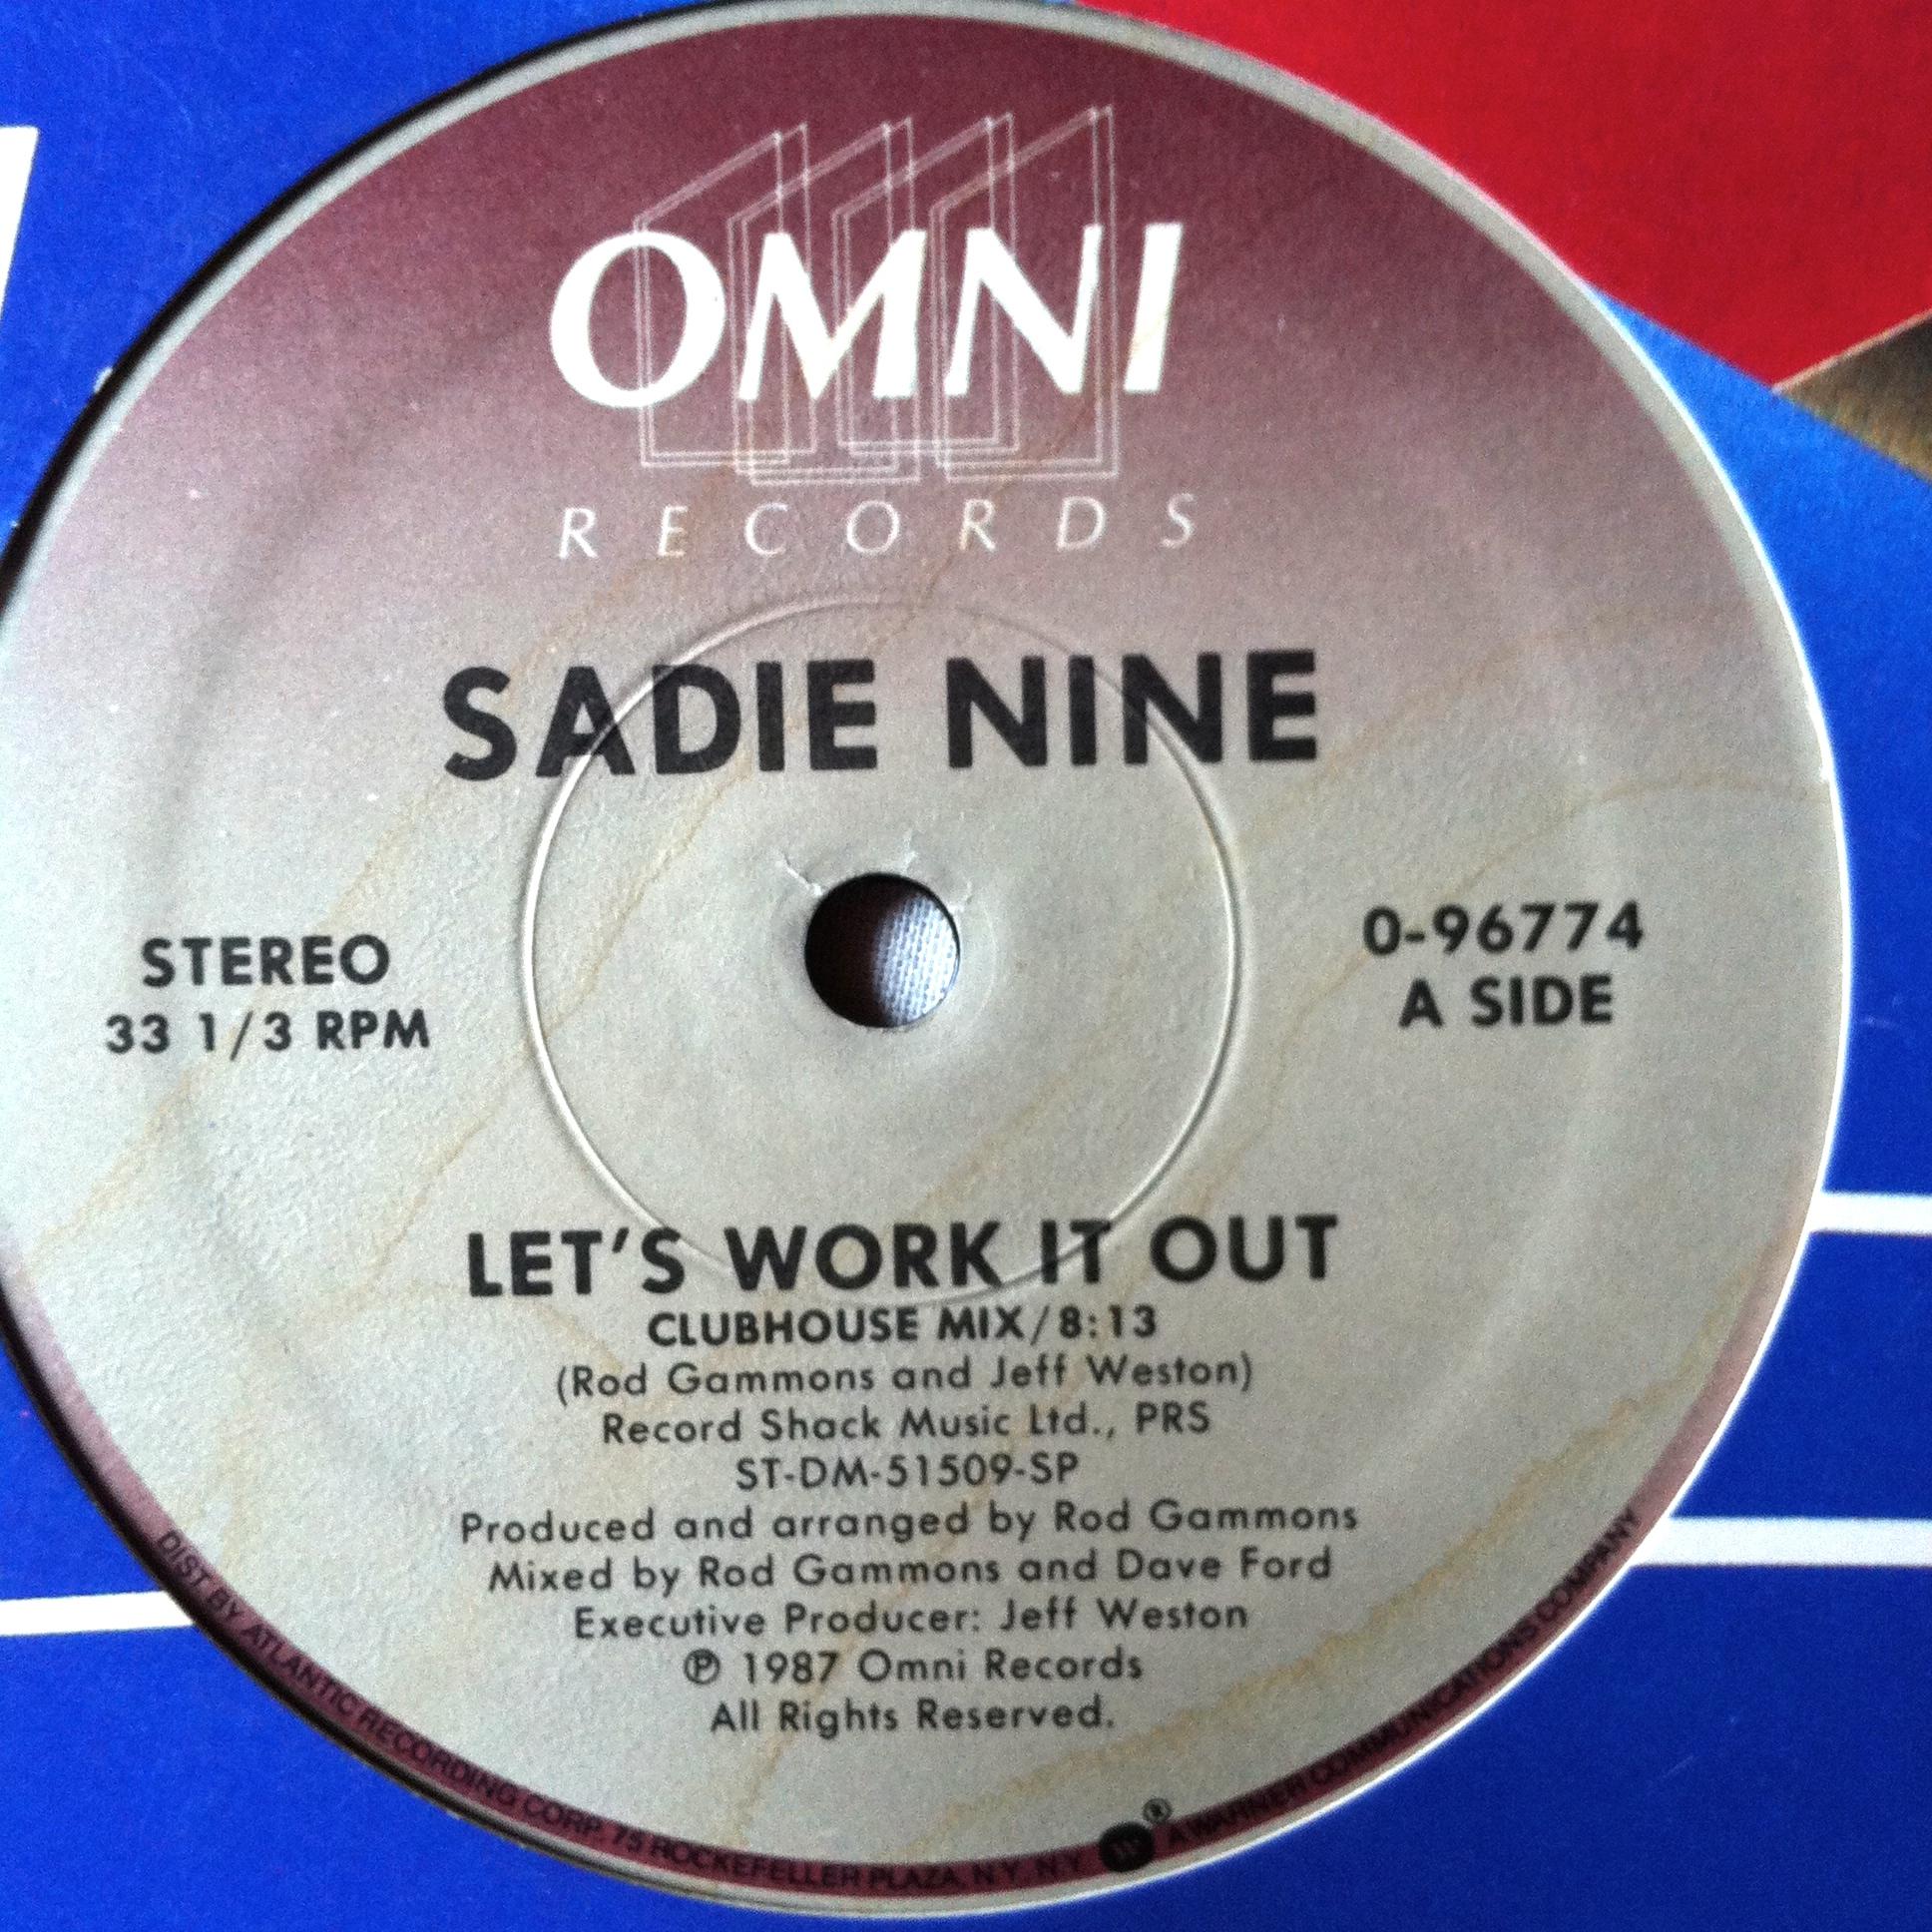 OMNI
RECORDS
SADIE NINE
STEREO
33 1/3 RPM
0-96774
A SIDE
LET'S WORK IT OUT
CLUBHOUSE MIX/8:13
(Rod Gammons and Jeff Weston)
Record Shack Music Ltd., PRS
ST-DM-51509-SP
Produced and arranged by Rod Gammons
Mixed by Rod Gammons and Dave Ford
Executive Producer: Jeff Weston
℗ 1987 Omni Records
All Rights Reserved.
DIST. BY ATLANTIC RECORDING CORP. 75 ROCKEFELLER PLAZA, N.Y., N.Y. ® A WARNER COMMUNICATIONS COMPANY